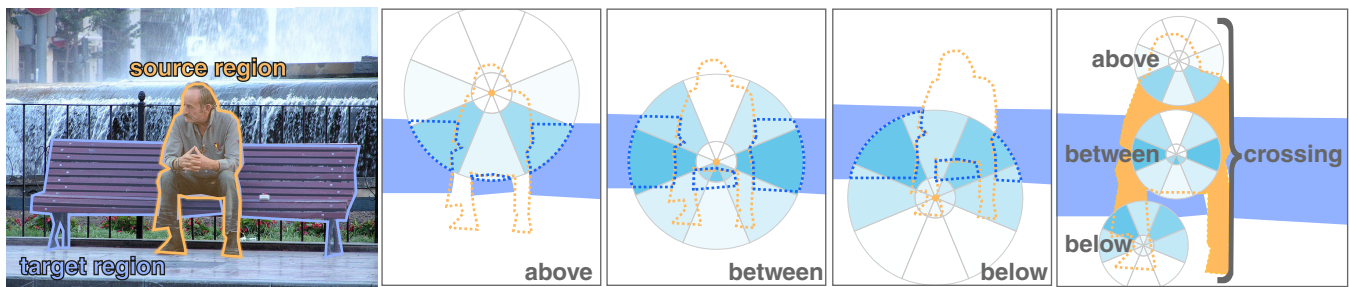 source region
target region
above
between
below
above
between
crossing
below